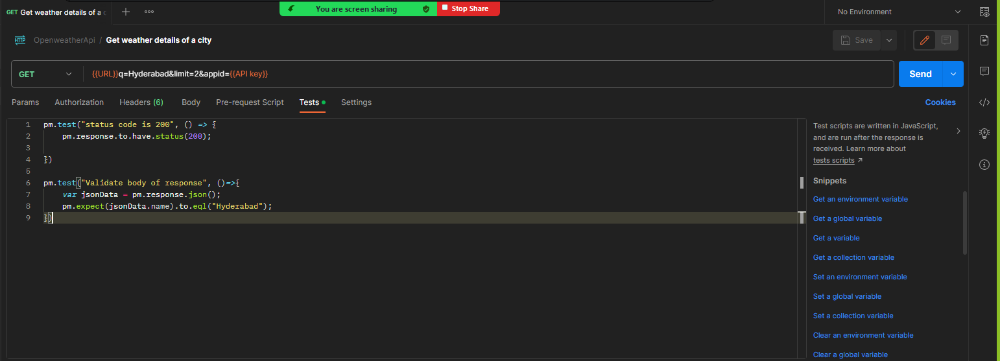 GET Get weather details of a c
You are screen sharing
Stop Share
No Environment
HTTP OpenweatherApi / Get weather details of a city
Save
GET {{URL}}q=Hyderabad&limit=2&appid={{API key}}
Send
Params Authorization Headers (6) Body Pre-request Script Tests Settings
Cookies
1 pm.test("status code is 200", () => {
2 pm.response.to.have.status(200);
3
4 })
5
6 pm.test("Validate body of response", ()=>{
7 var jsonData = pm.response.json();
8 pm.expect(jsonData.name).to.eql("Hyderabad");
9 })
Test scripts are written in JavaScript,
and are run after the response is
received. Learn more about
tests scripts ↗
Snippets
Get an environment variable
Get a global variable
Get a variable
Get a collection variable
Set an environment variable
Set a global variable
Set a collection variable
Clear an environment variable
Clear a global variable